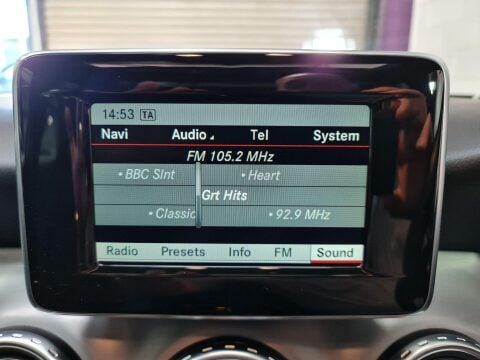 14:53 TA
Navi Audio Tel System
FM 105.2 MHz
• BBC Slnt • Heart
Grt Hits
• Classic • 92.9 MHz
Radio Presets Info FM Sound